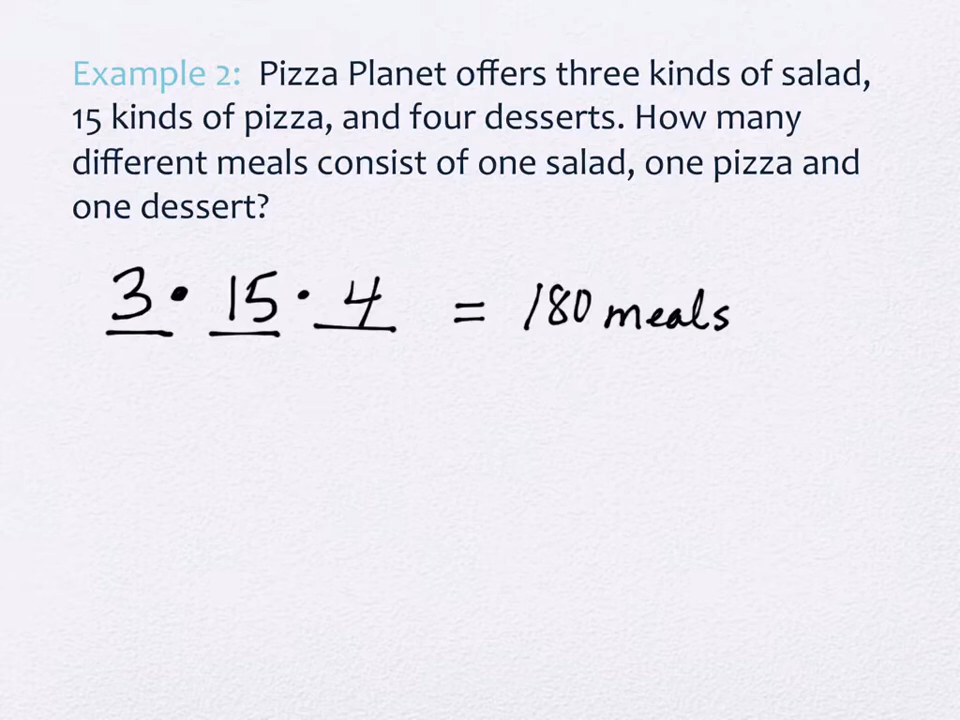 Example 2: Pizza Planet offers three kinds of salad,
15 kinds of pizza, and four desserts. How many
different meals consist of one salad, one pizza and
one dessert?
3 • 15 • 4 = 180 meals